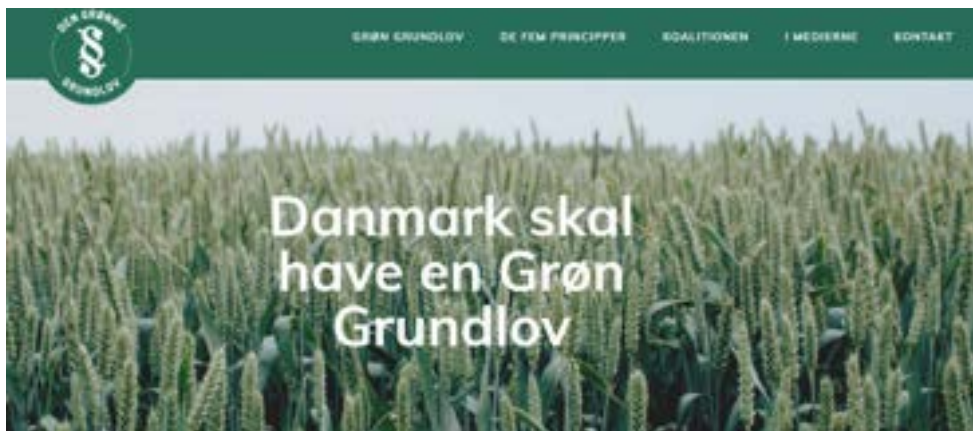 DEN GRØNNE
§
GRUNDLOV
GRØN GRUNDLOV DE FEM PRINCIPPER KOALITIONEN I MEDIERNE KONTAKT
Danmark skal
have en Grøn
Grundlov